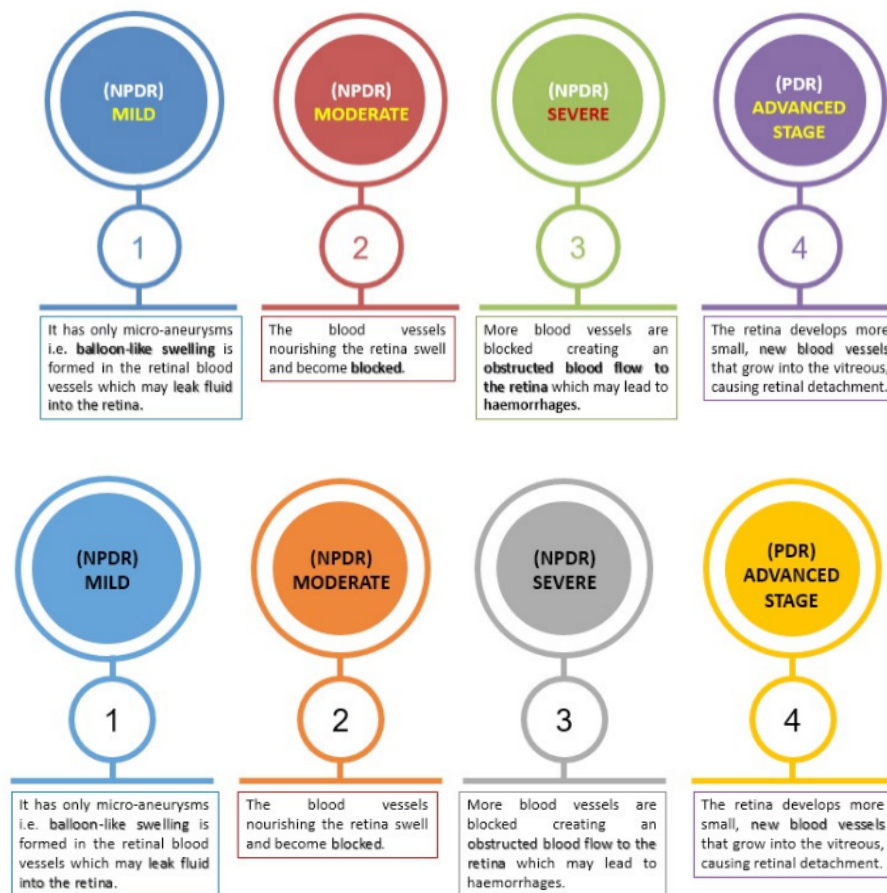 (NPDR)
MILD
(NPDR)
MODERATE
(NPDR)
SEVERE
(PDR)
ADVANCED
STAGE
1
2
3
4
It has only micro-aneurysms
i.e. balloon-like swelling is
formed in the retinal blood
vessels which may leak fluid
into the retina.
The blood vessels
nourishing the retina swell
and become blocked.
More blood vessels are
blocked creating an
obstructed blood flow to
the retina which may lead to
haemorrhages.
The retina develops more
small, new blood vessels
that grow into the vitreous,
causing retinal detachment.
(NPDR)
MILD
(NPDR)
MODERATE
(NPDR)
SEVERE
(PDR)
ADVANCED
STAGE
1
2
3
4
It has only micro-aneurysms
i.e. balloon-like swelling is
formed in the retinal blood
vessels which may leak fluid
into the retina.
The blood vessels
nourishing the retina swell
and become blocked.
More blood vessels are
blocked creating an
obstructed blood flow to the
retina which may lead to
haemorrhages.
The retina develops more
small, new blood vessels
that grow into the vitreous,
causing retinal detachment.